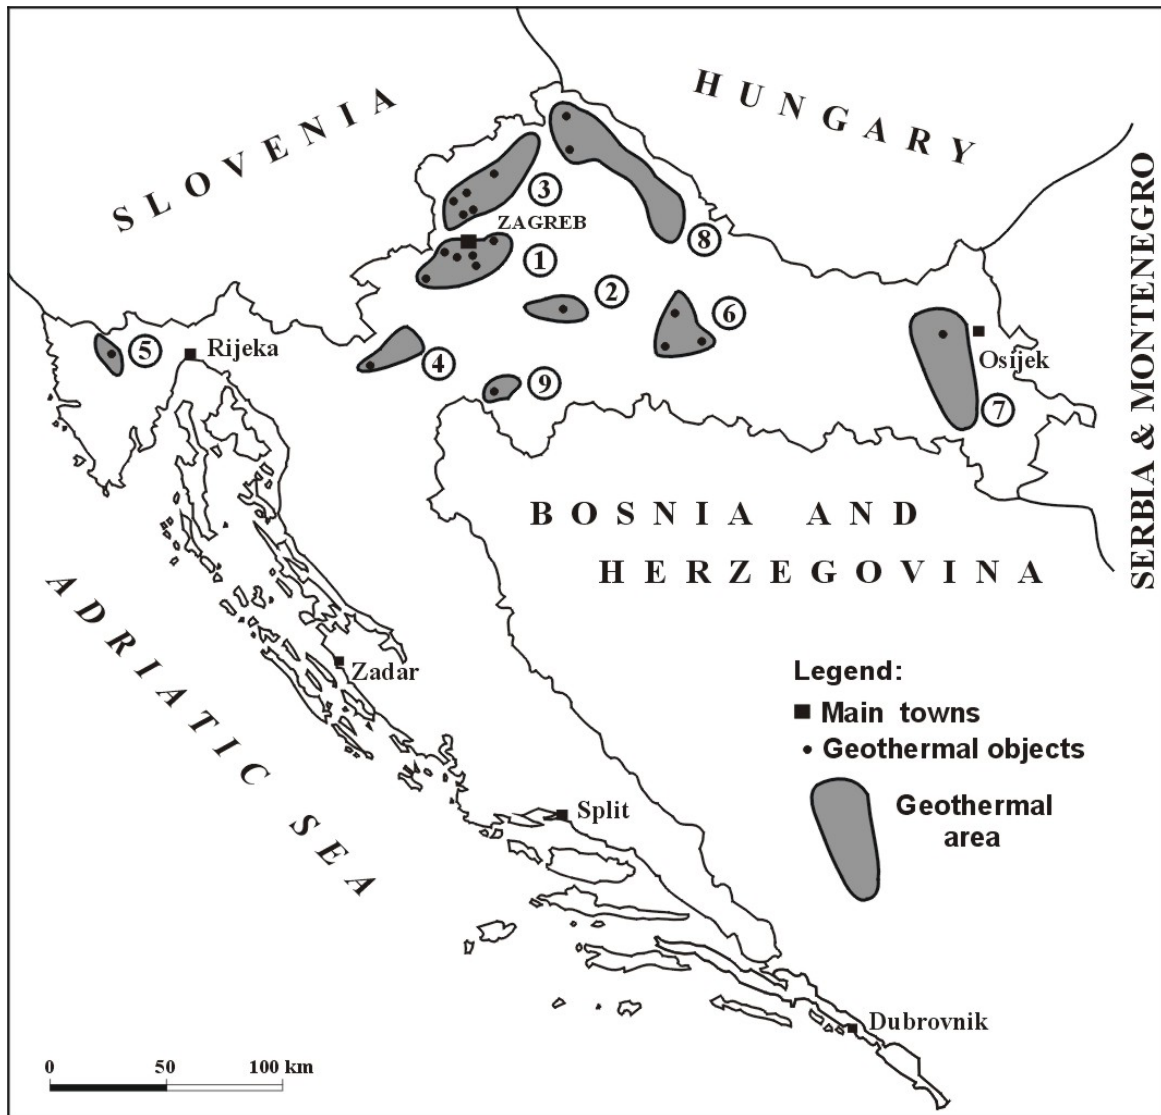 HUNGARY
SLOVENIA
SERBIA & MONTENEGRO
3
ZAGREB
8
1
2
6
5
Rijeka
4
9
Osijek
7
BOSNIA AND
HERZEGOVINA
ADRIATIC SEA
Zadar
Legend:
Main towns
Geothermal objects
Geothermal
area
Split
Dubrovnik
0 50 100 km